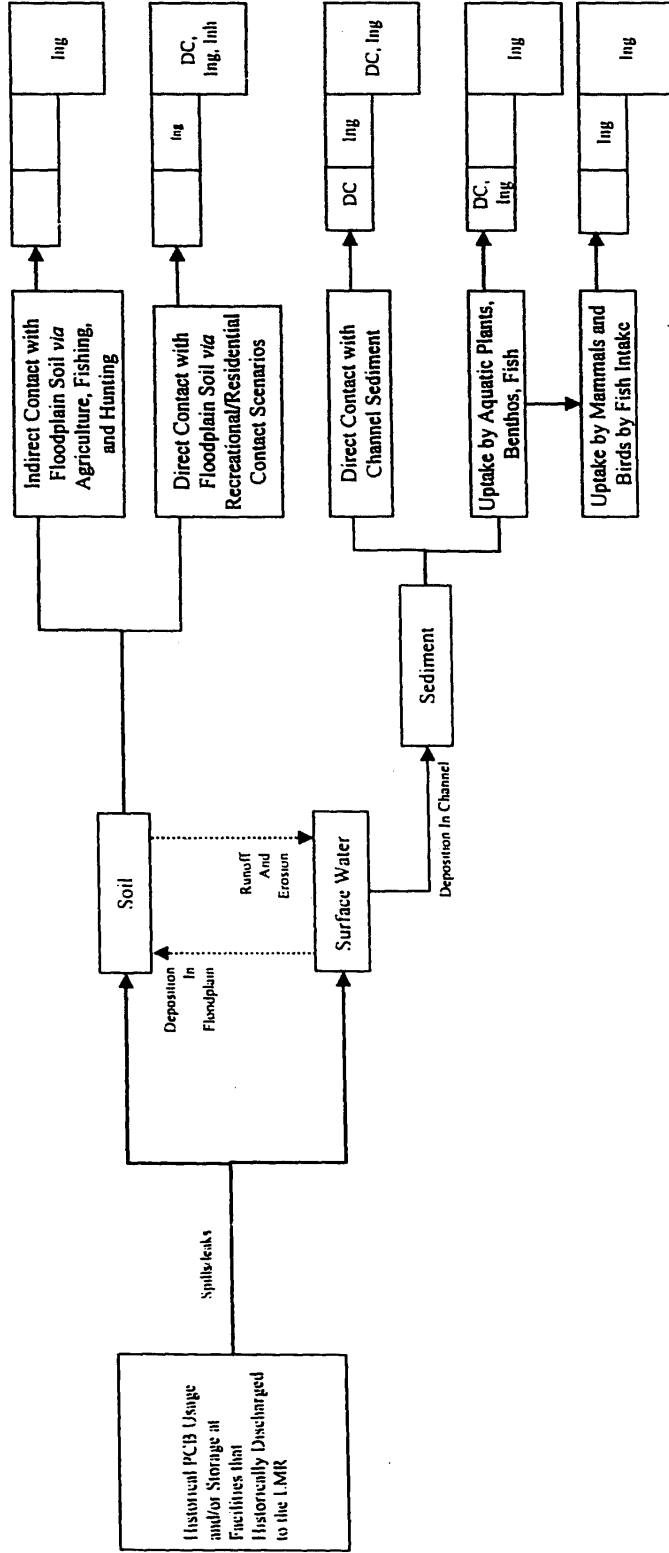 Historical PCB Usage
and/or Storage at
Facilities that
Historically Discharged
to the LMR
Spills/leaks
Soil
Deposition
In
Floodplain
Runoff
And
Erosion
Surface Water
Deposition In Channel
Sediment
Indirect Contact with
Floodplain Soil via
Agriculture, Fishing,
and Hunting
Ing
Direct Contact with
Floodplain Soil via
Recreational/Residential
Contact Scenarios
Ing
DC,
Ing, Inh
Direct Contact with
Channel Sediment
DC
Ing
DC, Ing
Uptake by Aquatic Plants,
Benthos, Fish
DC,
Ing
Ing
Uptake by Mammals and
Birds by Fish Intake
Ing
Ing